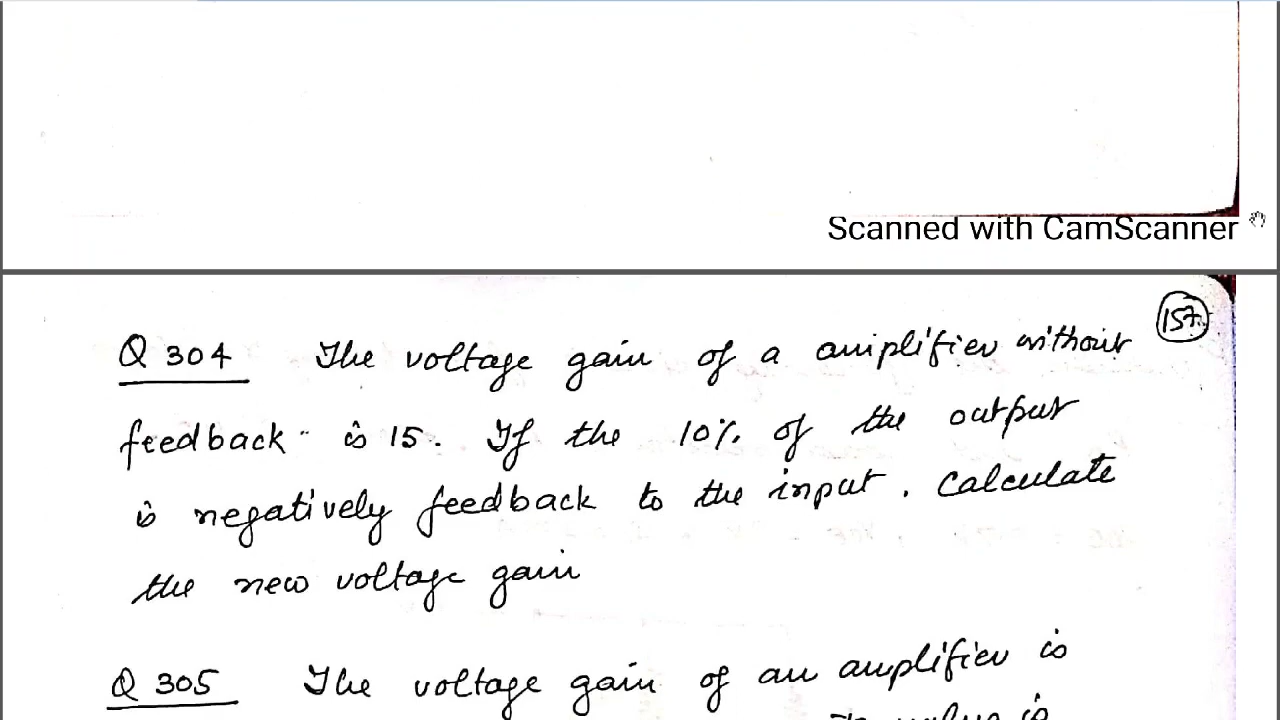 Scanned with CamScanner
157.
Q 304 The voltage gain of a amplifier without
feedback is 15. If the 10% of the output
is negatively feedback to the input. Calculate
the new voltage gain
Q 305 The voltage gain of an amplifier is
value is